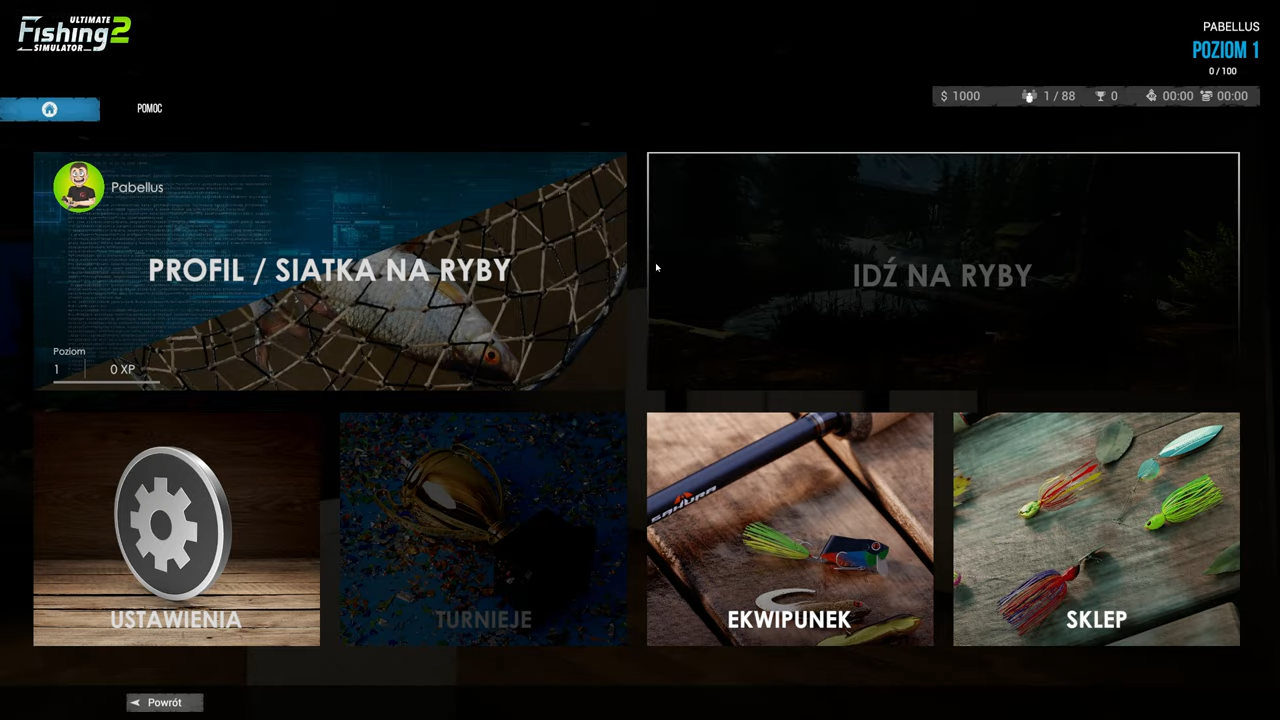 ULTIMATE
Fishing 2
SIMULATOR
PABELLUS
POZIOM 1
0 / 100
POMOC
$ 1000 1 / 88 0 00:00 00:00
Pabellus
PROFIL / SIATKA NA RYBY
Poziom
1 0 XP
IDŹ NA RYBY
USTAWIENIA
TURNIEJE
SAKURA
EKWIPUNEK
SKLEP
Powrót